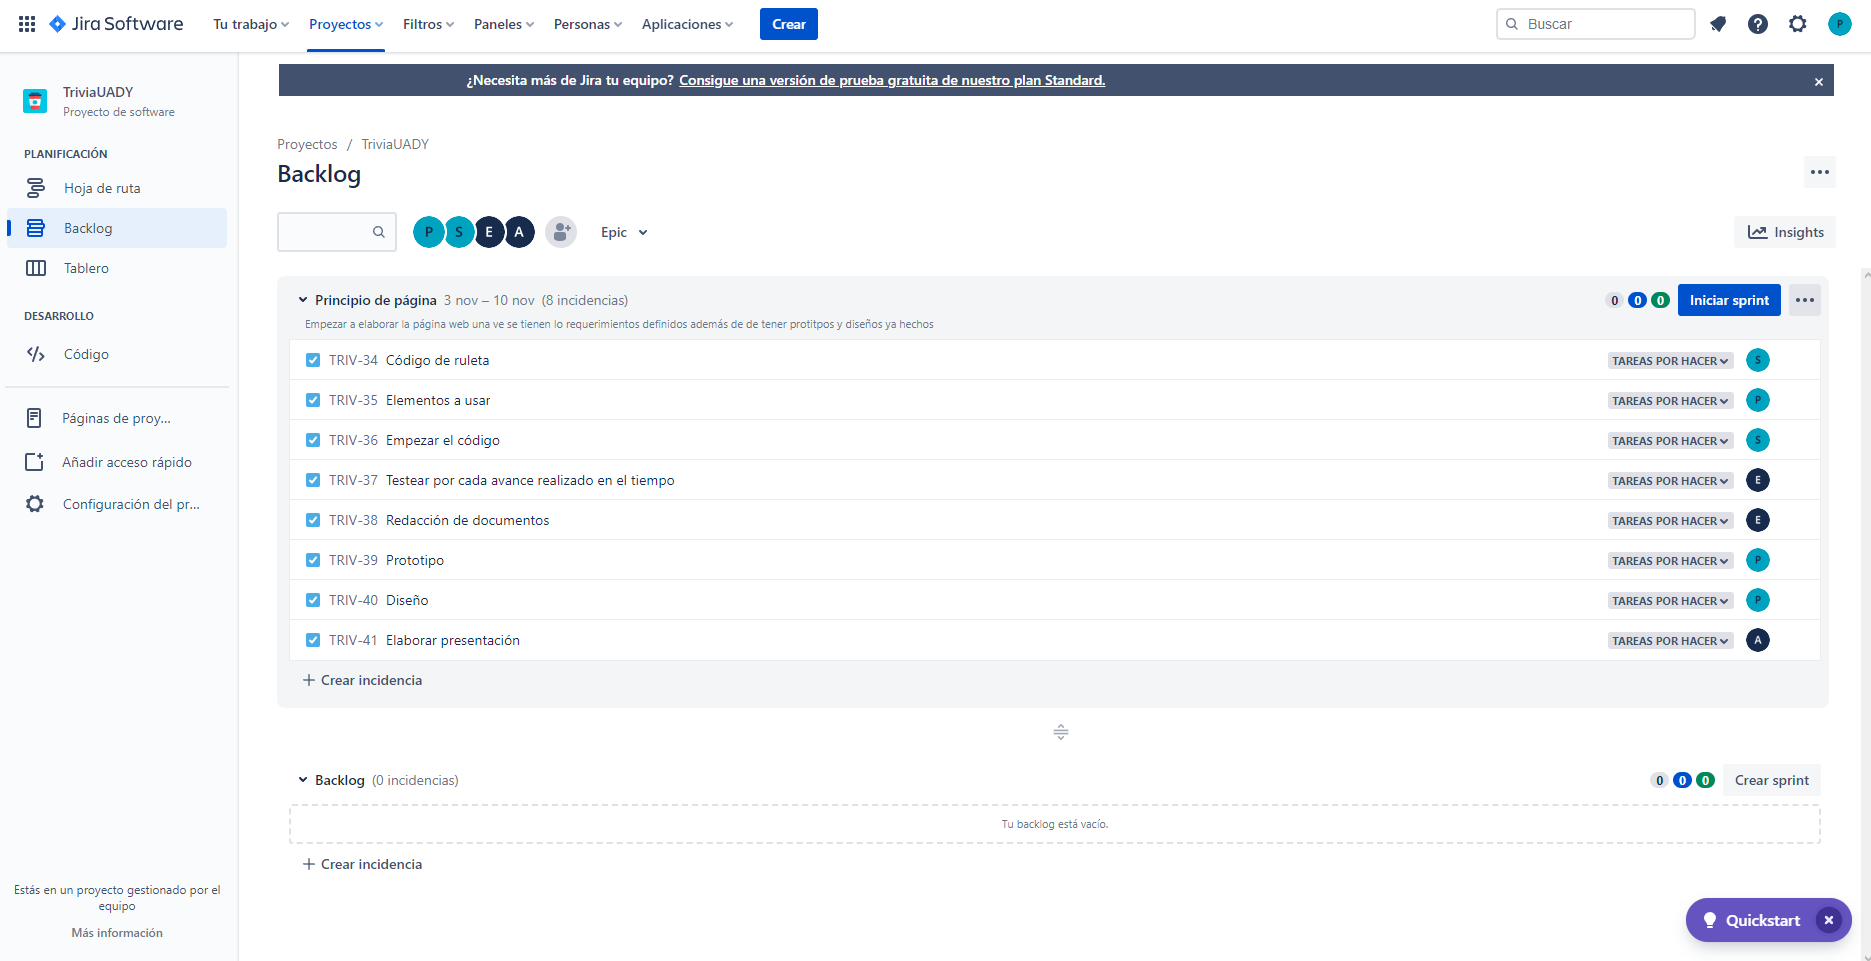 Jira Software Tu trabajo Proyectos Filtros Paneles Personas Aplicaciones Crear Buscar P
¿Necesita más de Jira tu equipo? Consigue una versión de prueba gratuita de nuestro plan Standard.
TriviaUADY
Proyecto de software
PLANIFICACIÓN
Hoja de ruta
Backlog
Tablero
DESARROLLO
Código
Páginas de proy...
Añadir acceso rápido
Configuración del pr...
Estás en un proyecto gestionado por el
equipo
Más información
Proyectos / TriviaUADY
Backlog
P S E A Epic Insights
Principio de página 3 nov – 10 nov (8 incidencias) 0 0 0 Iniciar sprint
Empezar a elaborar la página web una ve se tienen lo requerimientos definidos además de de tener protitpos y diseños ya hechos
TRIV-34 Código de ruleta TAREAS POR HACER S
TRIV-35 Elementos a usar TAREAS POR HACER P
TRIV-36 Empezar el código TAREAS POR HACER S
TRIV-37 Testear por cada avance realizado en el tiempo TAREAS POR HACER E
TRIV-38 Redacción de documentos TAREAS POR HACER E
TRIV-39 Prototipo TAREAS POR HACER P
TRIV-40 Diseño TAREAS POR HACER P
TRIV-41 Elaborar presentación TAREAS POR HACER A
+ Crear incidencia
Backlog (0 incidencias) 0 0 0 Crear sprint
Tu backlog está vacío.
+ Crear incidencia
Quickstart